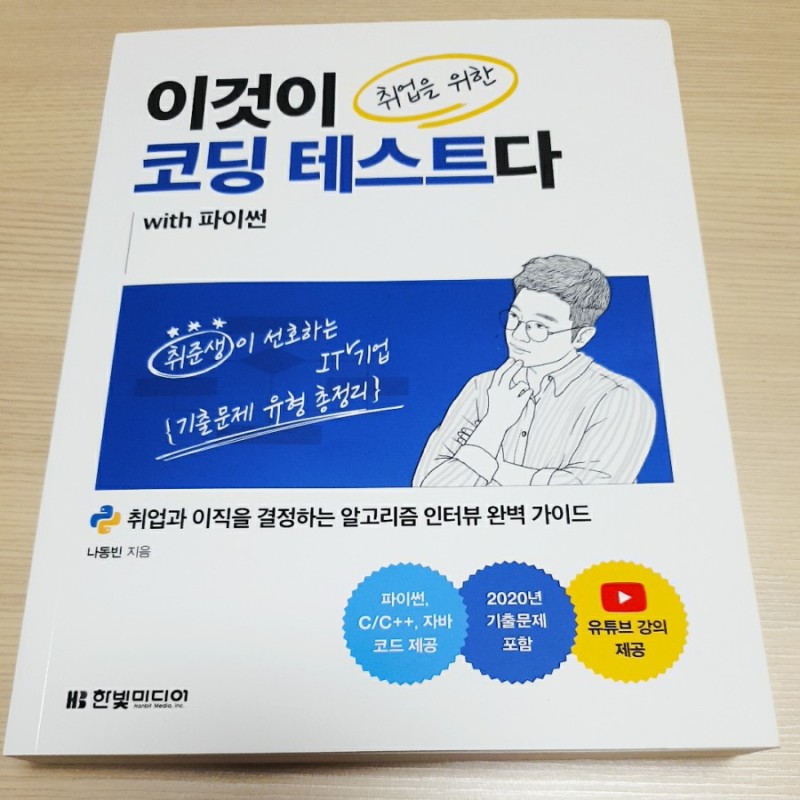 이것이
취업을 위한
코딩 테스트다
with 파이썬
취준생이 선호하는
IT기업
{기출문제 유형 총정리}
취업과 이직을 결정하는 알고리즘 인터뷰 완벽 가이드
나동빈 지음
파이썬,
C/C++, 자바
코드 제공
2020년
기출문제
포함
유튜브 강의
제공
HB 한빛미디어
Hanbit Media, Inc.